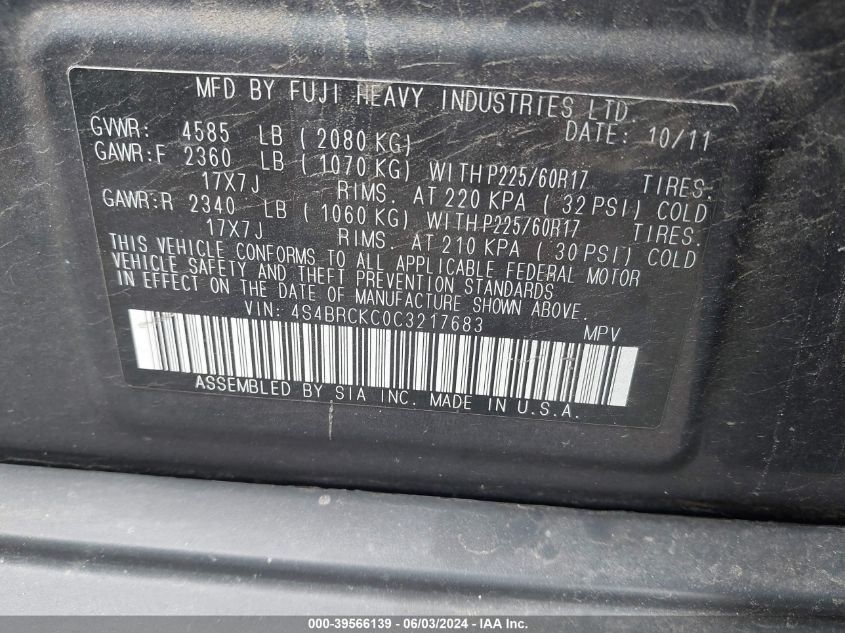 MFD BY FUJI HEAVY INDUSTRIES LTD.
GVWR: 4585 LB ( 2080 KG) DATE: 10/11
GAWR:F 2360 LB ( 1070 KG) WITH P225/60R17 TIRES.
17X7J RIMS. AT 220 KPA ( 32 PSI) COLD
GAWR:R 2340 LB ( 1060 KG) WITH P225/60R17 TIRES.
17X7J RIMS. AT 210 KPA ( 30 PSI) COLD
THIS VEHICLE CONFORMS TO ALL APPLICABLE FEDERAL MOTOR
VEHICLE SAFETY AND THEFT PREVENTION STANDARDS
IN EFFECT ON THE DATE OF MANUFACTURE SHOWN ABOVE.
VIN: 4S4BRCKC0C3217683 MPV
ASSEMBLED BY SIA INC. MADE IN U.S.A.
000-39566139 - 06/03/2024 - IAA Inc.